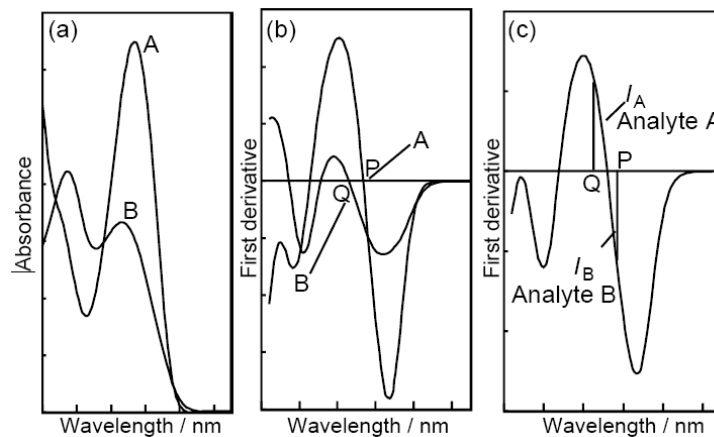 (a)
A
B
Absorbance
Wavelength / nm
(b)
A
P
Q
B
First derivative
Wavelength / nm
(c)
I_A
Analyte A
P
Q
I_B
Analyte B
First derivative
Wavelength / nm